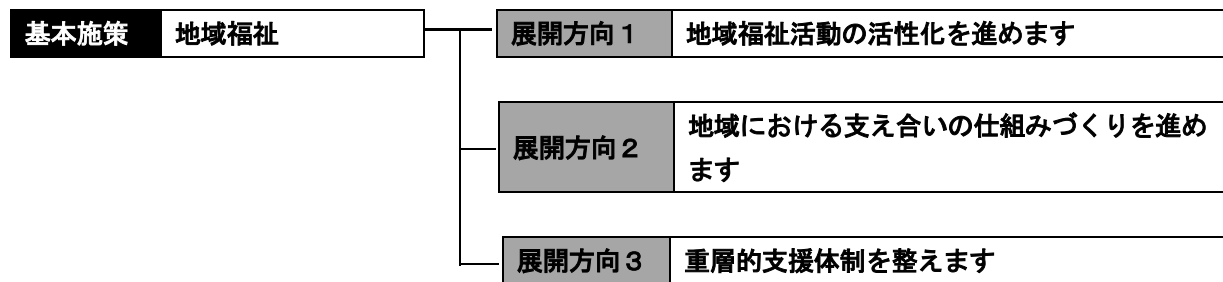 基本施策 地域福祉
展開方向１ 地域福祉活動の活性化を進めます
展開方向２ 地域における支え合いの仕組みづくりを進め
ます
展開方向３ 重層的支援体制を整えます